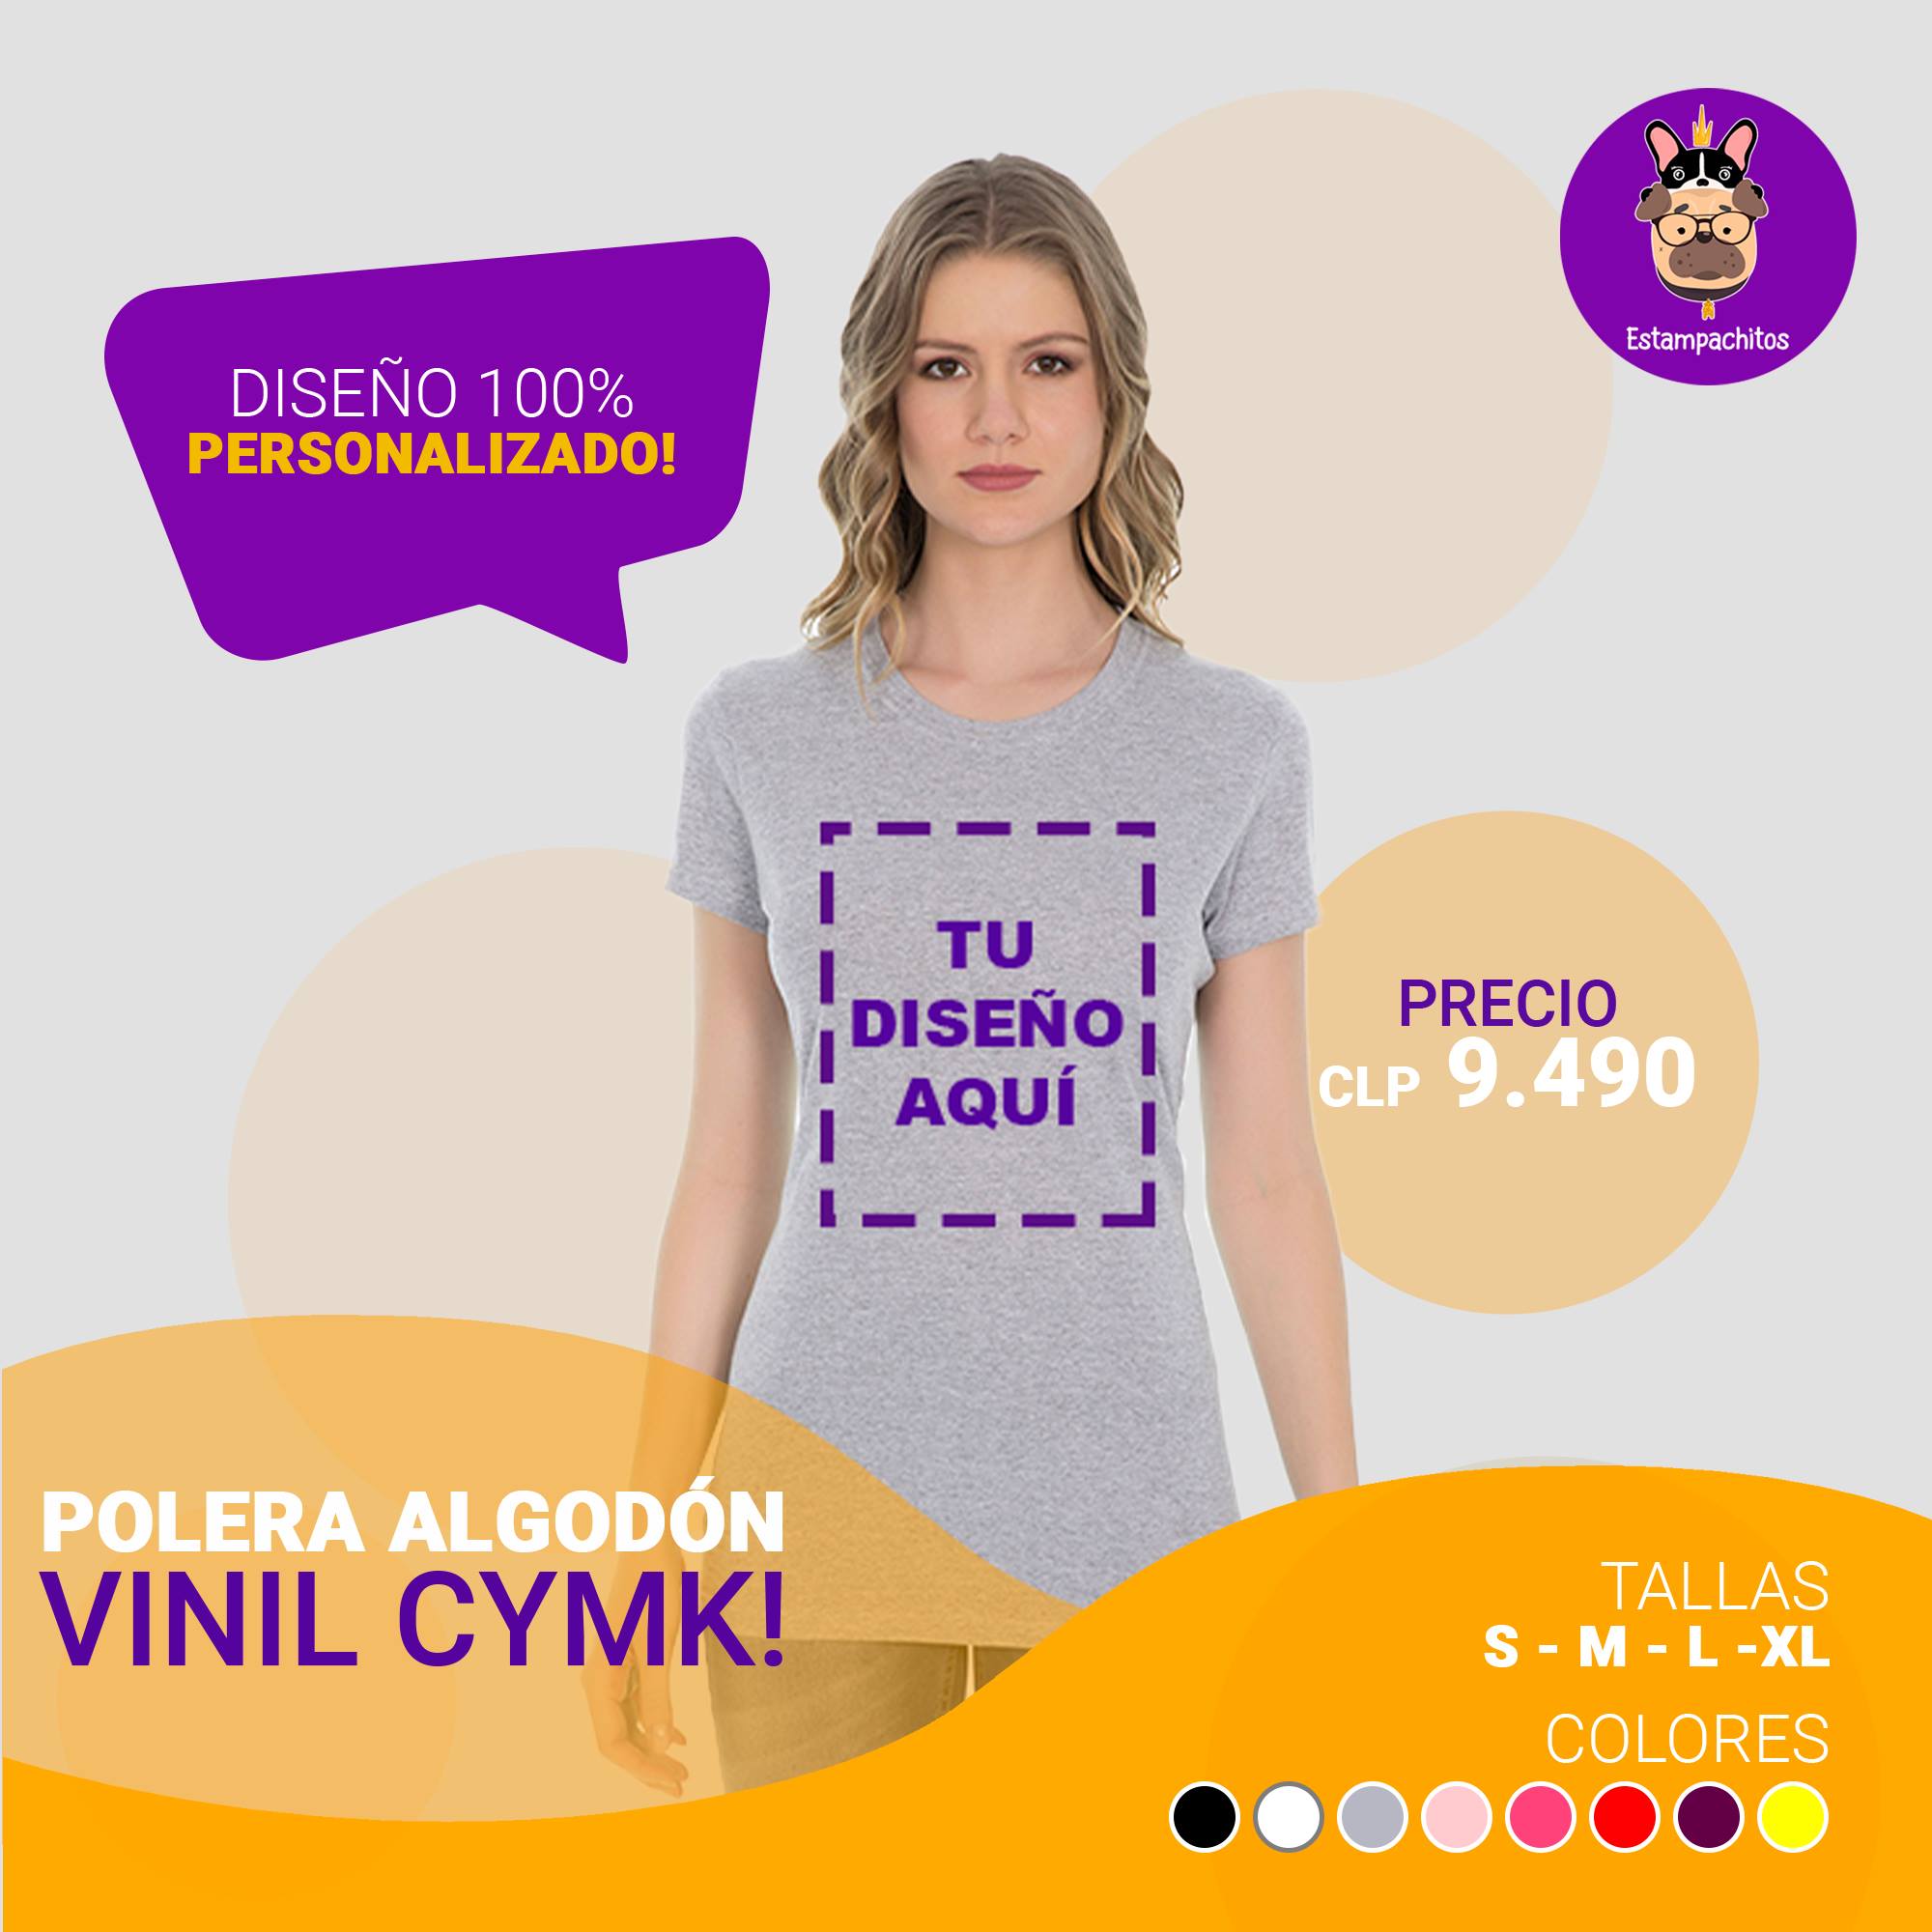 Estampachitos
DISEÑO 100%
PERSONALIZADO!
TU
DISEÑO
AQUÍ
PRECIO
CLP 9.490
POLERA ALGODÓN
VINIL CYMK!
TALLAS
S - M - L -XL
COLORES